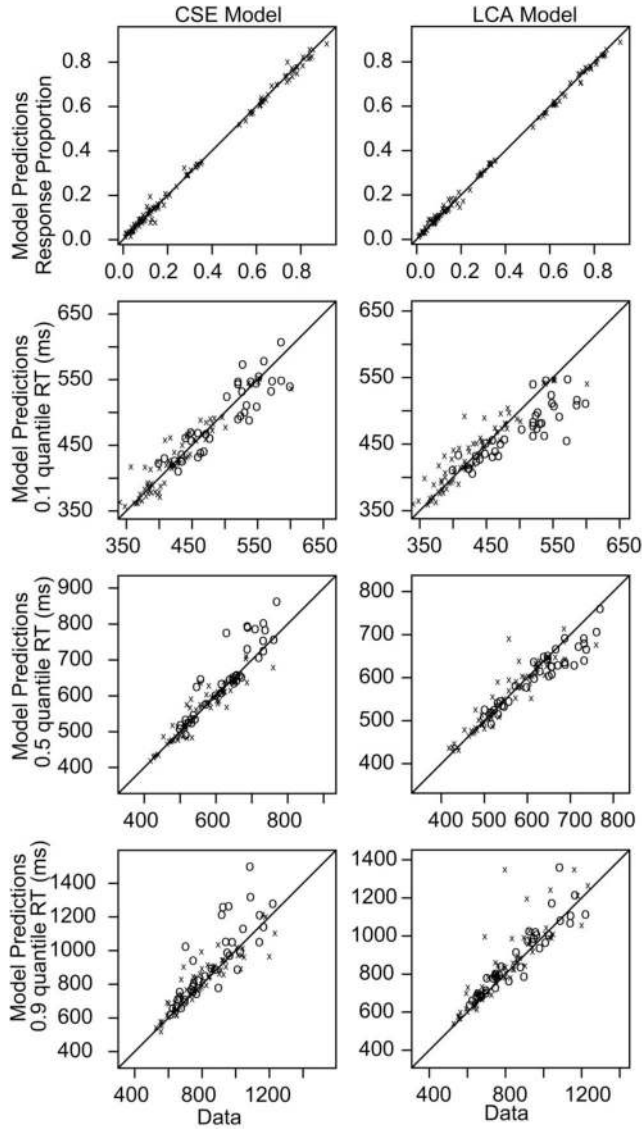 CSE Model
LCA Model
Model Predictions
Response Proportion
0.8
0.6
0.4
0.2
0.0
0.0 0.2 0.4 0.6 0.8
0.8
0.6
0.4
0.2
0.0
0.0 0.2 0.4 0.6 0.8
Model Predictions
0.1 quantile RT (ms)
650
550
450
350
350 450 550 650
650
550
450
350
350 450 550 650
Model Predictions
0.5 quantile RT (ms)
900
800
700
600
500
400
400 600 800
800
700
600
500
400
400 500 600 700 800
Model Predictions
0.9 quantile RT (ms)
1400
1200
1000
800
600
400
400 600 800 1000 1200
Data
1400
1200
1000
800
600
400
400 800 1200
Data